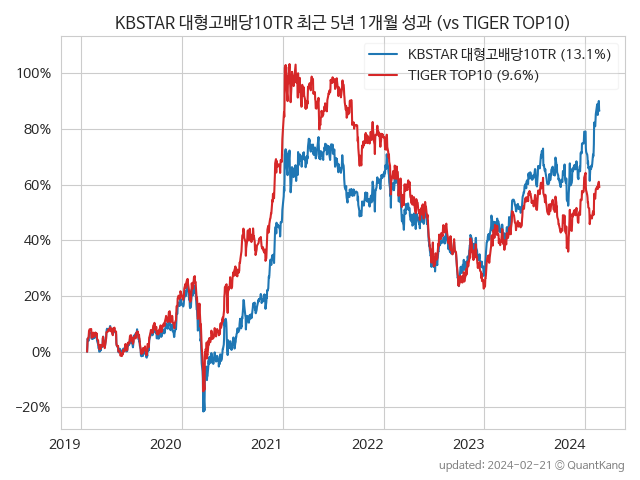 KBSTAR 대형고배당10TR 최근 5년 1개월 성과 (vs TIGER TOP10)
KBSTAR 대형고배당10TR (13.1%)
TIGER TOP10 (9.6%)
100%
80%
60%
40%
20%
0%
−20%
2019 2020 2021 2022 2023 2024
updated: 2024-02-21 © QuantKang